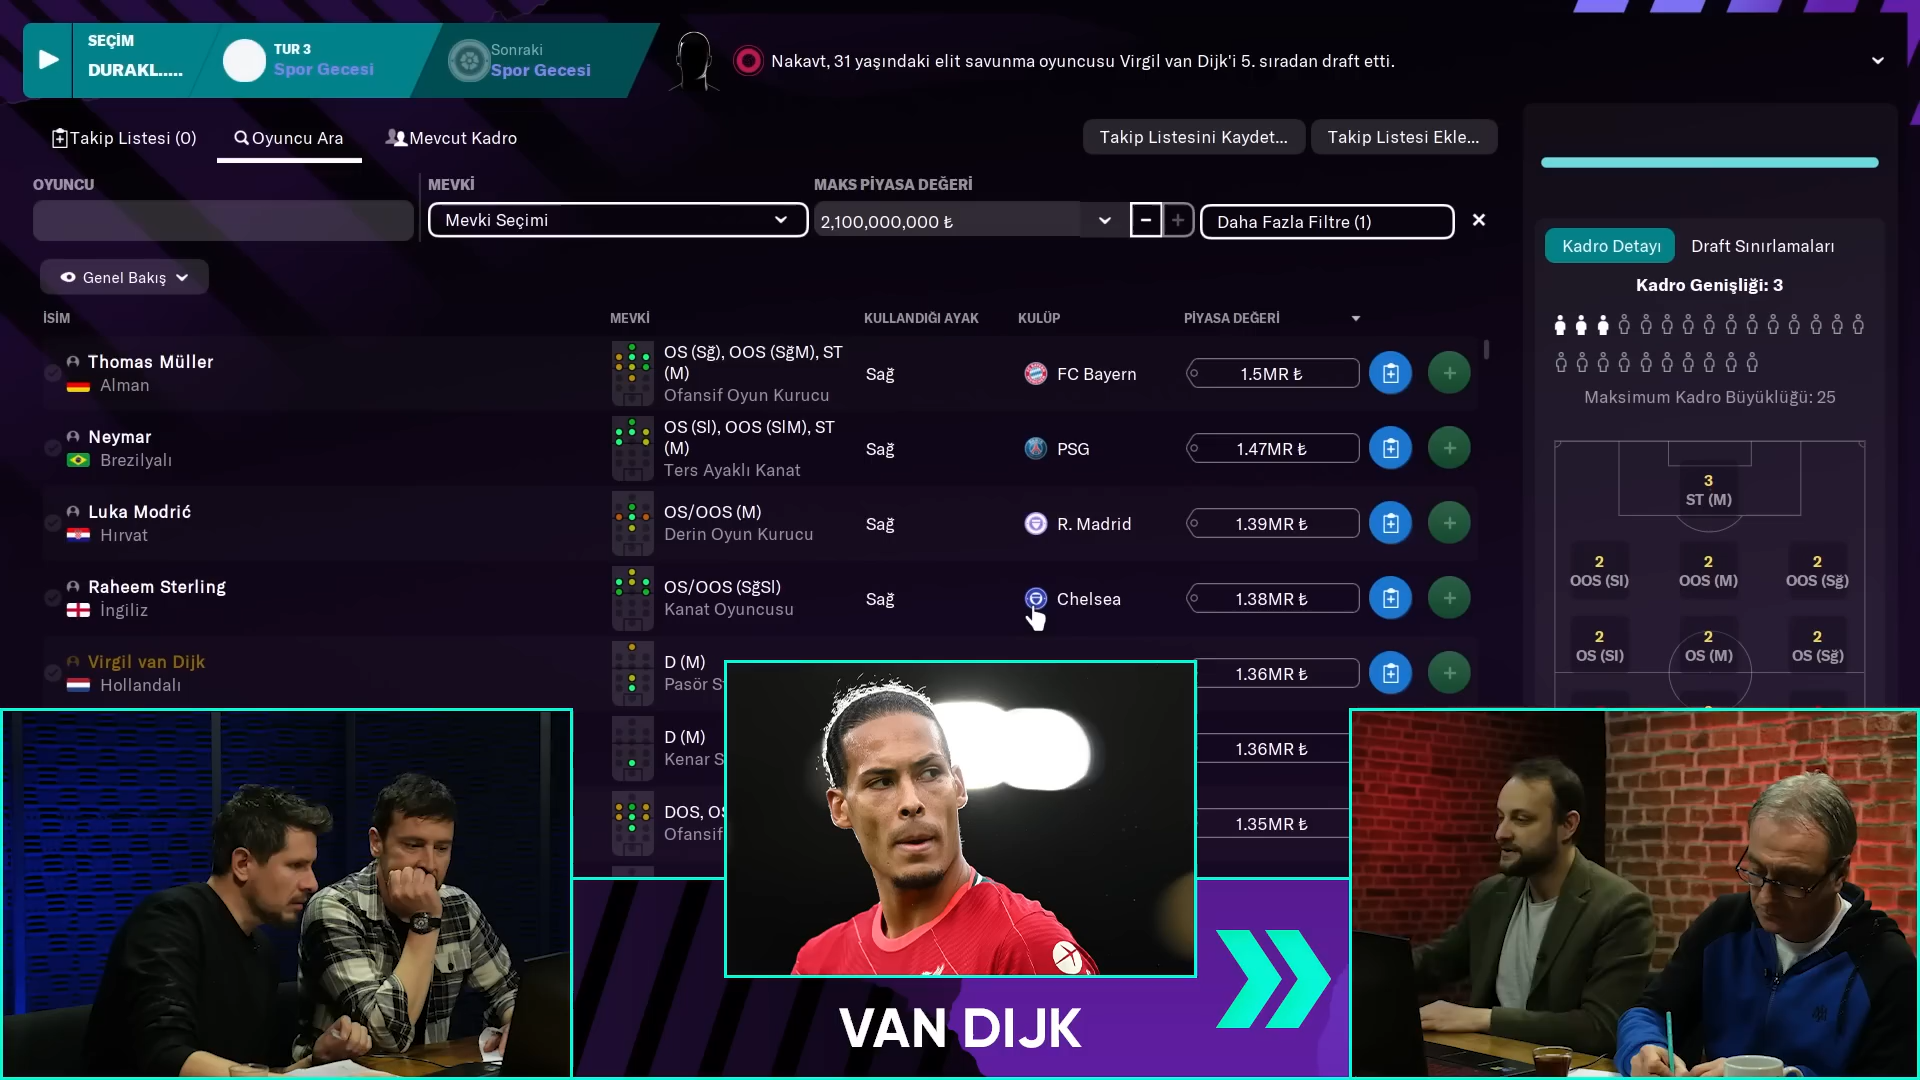 SEÇİM
DURAKL.....
TUR 3
Spor Gecesi
Sonraki
Spor Gecesi
Nakavt, 31 yaşındaki elit savunma oyuncusu Virgil van Dijk'i 5. sıradan draft etti.
Takip Listesi (0)
Oyuncu Ara
Mevcut Kadro
Takip Listesini Kaydet...
Takip Listesi Ekle...
OYUNCU
MEVKİ
MAKS PİYASA DEĞERİ
Mevki Seçimi
2,100,000,000 ₺
Daha Fazla Filtre (1)
Genel Bakış
İSİM
MEVKİ
KULLANDIĞI AYAK
KULÜP
PİYASA DEĞERİ
Thomas Müller
Alman
OS (Sğ), OOS (SğM), ST
(M)
Ofansif Oyun Kurucu
Sağ
FC Bayern
1.5MR ₺
Neymar
Brezilyalı
OS (Sl), OOS (SlM), ST
(M)
Ters Ayaklı Kanat
Sağ
PSG
1.47MR ₺
Luka Modrić
Hırvat
OS/OOS (M)
Derin Oyun Kurucu
Sağ
R. Madrid
1.39MR ₺
Raheem Sterling
İngiliz
OS/OOS (SğSl)
Kanat Oyuncusu
Sağ
Chelsea
1.38MR ₺
Virgil van Dijk
Hollandalı
D (M)
Pasör S
1.36MR ₺
D (M)
Kenar S
1.36MR ₺
DOS, OS
Ofansif
1.35MR ₺
Kadro Detayı
Draft Sınırlamaları
Kadro Genişliği: 3
Maksimum Kadro Büyüklüğü: 25
3
ST (M)
2
OOS (Sl)
2
OOS (M)
2
OOS (Sğ)
2
OS (Sl)
2
OS (M)
2
OS (Sğ)
VAN DIJK